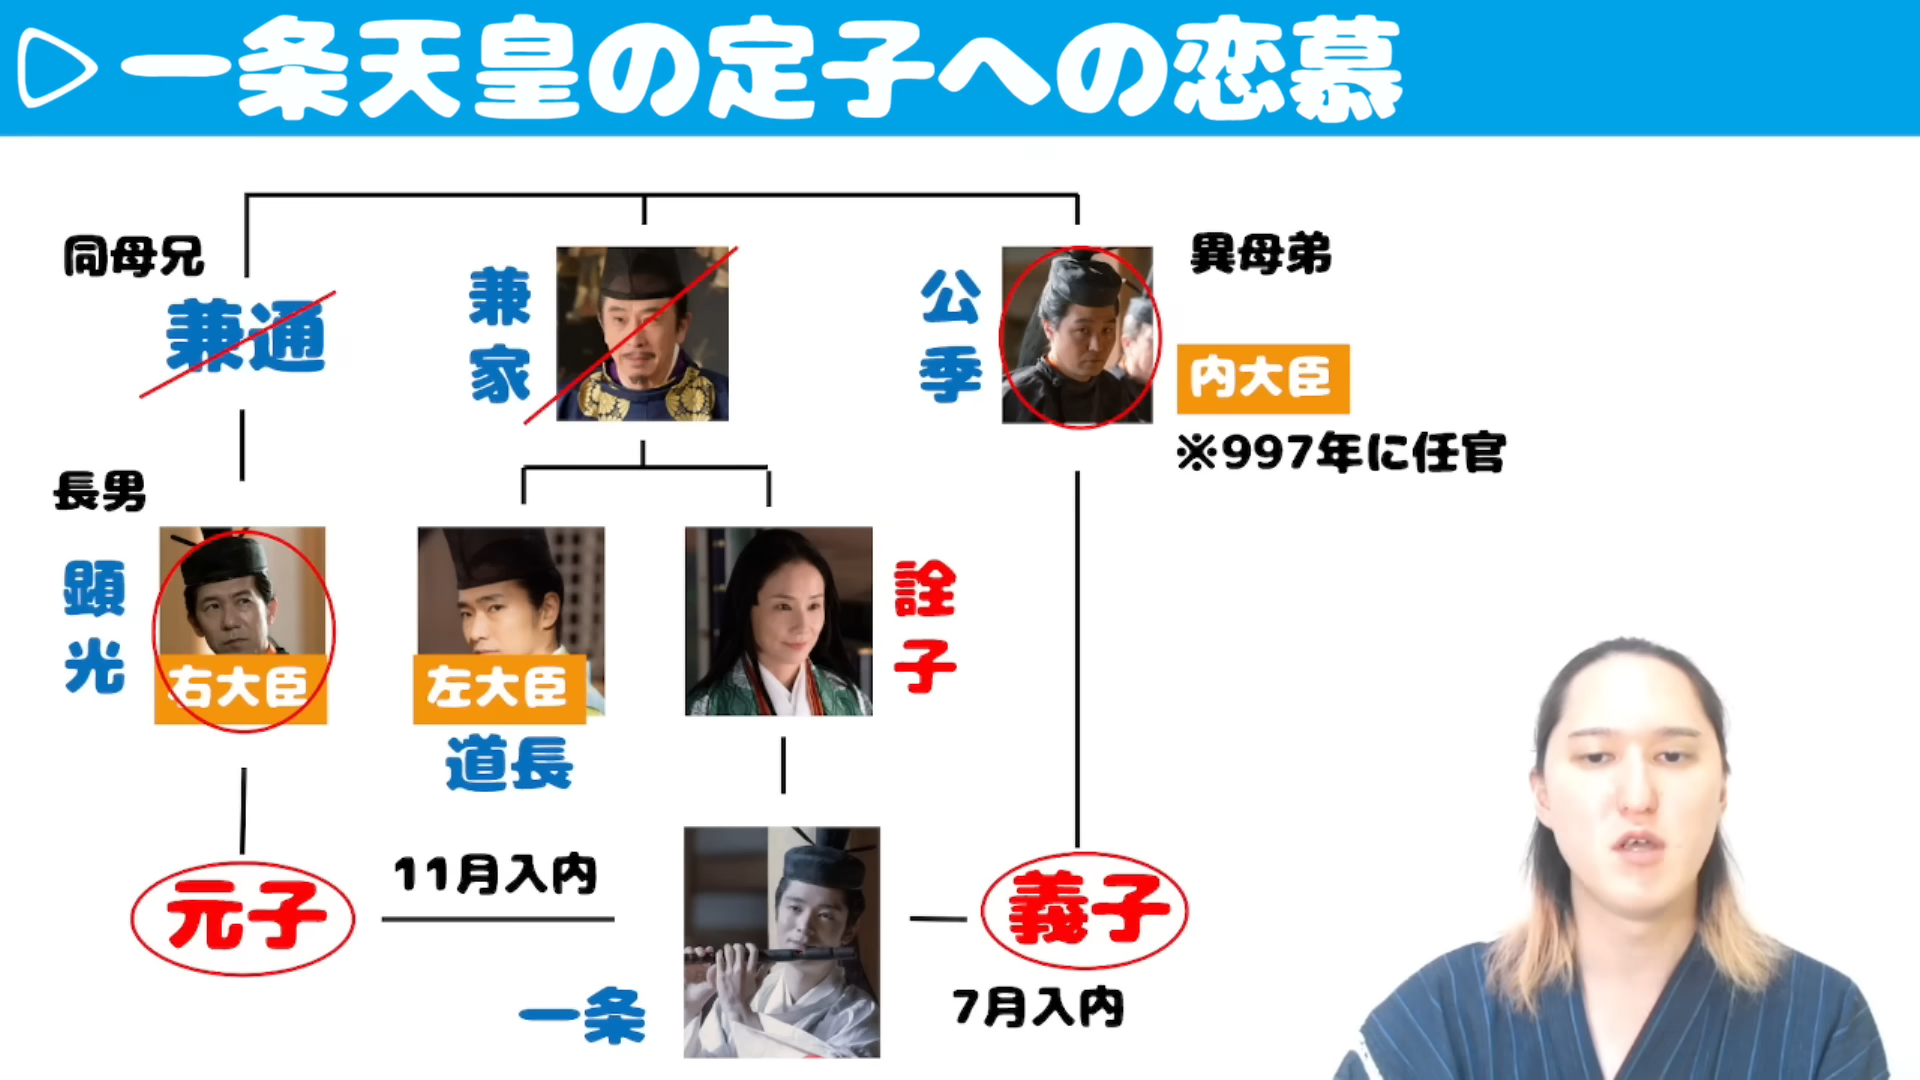 一条天皇の定子への恋慕
同母兄
兼通
兼家
公季
異母弟
内大臣
※997年に任官
長男
顕光
右大臣
左大臣
道長
詮子
元子
11月入内
一条
義子
7月入内